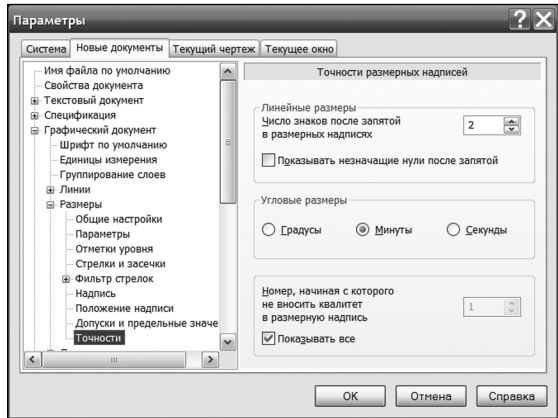 Параметры
Система Новые документы Текущий чертеж Текущее окно
Имя файла по умолчанию
Свойства документа
Текстовый документ
Спецификация
Графический документ
Шрифт по умолчанию
Единицы измерения
Группирование слоев
Линии
Размеры
Общие настройки
Параметры
Отметки уровня
Стрелки и засечки
Фильтр стрелок
Надпись
Положение надписи
Допуски и предельные значе
Точности
Точности размерных надписей
Линейные размеры
Число знаков после запятой
в размерных надписях
2
Показывать незначащие нули после запятой
Угловые размеры
Градусы Минуты Секунды
Номер, начиная с которого
не вносить квалитет
в размерную надпись
1
Показывать все
OK Отмена Справка